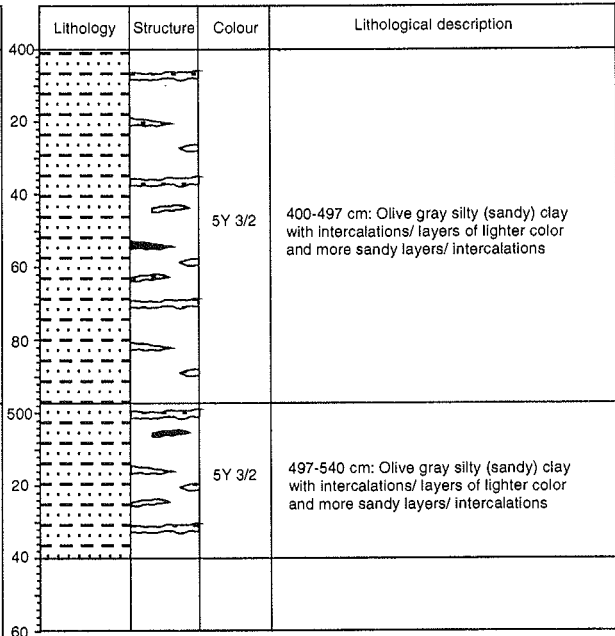 Lithology Structure Colour Lithological description
400
20
40
60
80
500
20
40
60
5Y 3/2
400-497 cm: Olive gray silty (sandy) clay
with intercalations/ layers of lighter color
and more sandy layers/ intercalations
5Y 3/2
497-540 cm: Olive gray silty (sandy) clay
with intercalations/ layers of lighter color
and more sandy layers/ intercalations